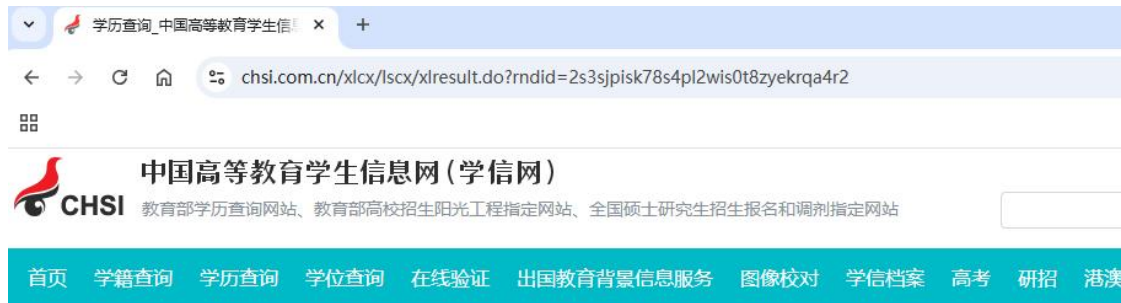 学历查询_中国高等教育学生信
chsi.com.cn/xlcx/lscx/xlresult.do?rndid=2s3sjpisk78s4pl2wis0t8zyekrqa4r2
中国高等教育学生信息网(学信网)
CHSI 教育部学历查询网站、教育部高校招生阳光工程指定网站、全国硕士研究生招生报名和调剂指定网站
首页 学籍查询 学历查询 学位查询 在线验证 出国教育背景信息服务 图像校对 学信档案 高考 研招 港澳